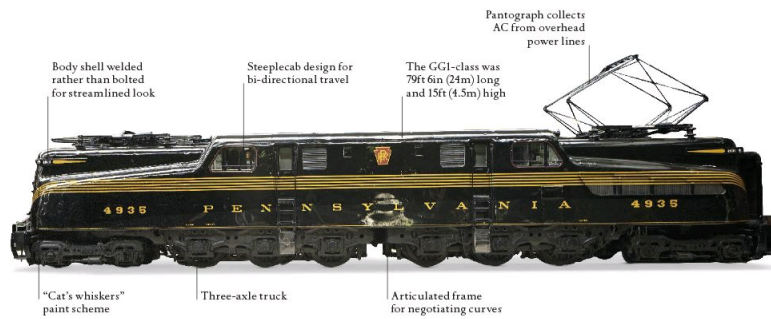 Pantograph collects
AC from overhead
power lines
Body shell welded
rather than bolted
for streamlined look
Steeplecab design for
bi-directional travel
The GG1-class was
79ft 6in (24m) long
and 15ft (4.5m) high
4935 PENNSYLVANIA 4935
"Cat's whiskers"
paint scheme
Three-axle truck
Articulated frame
for negotiating curves